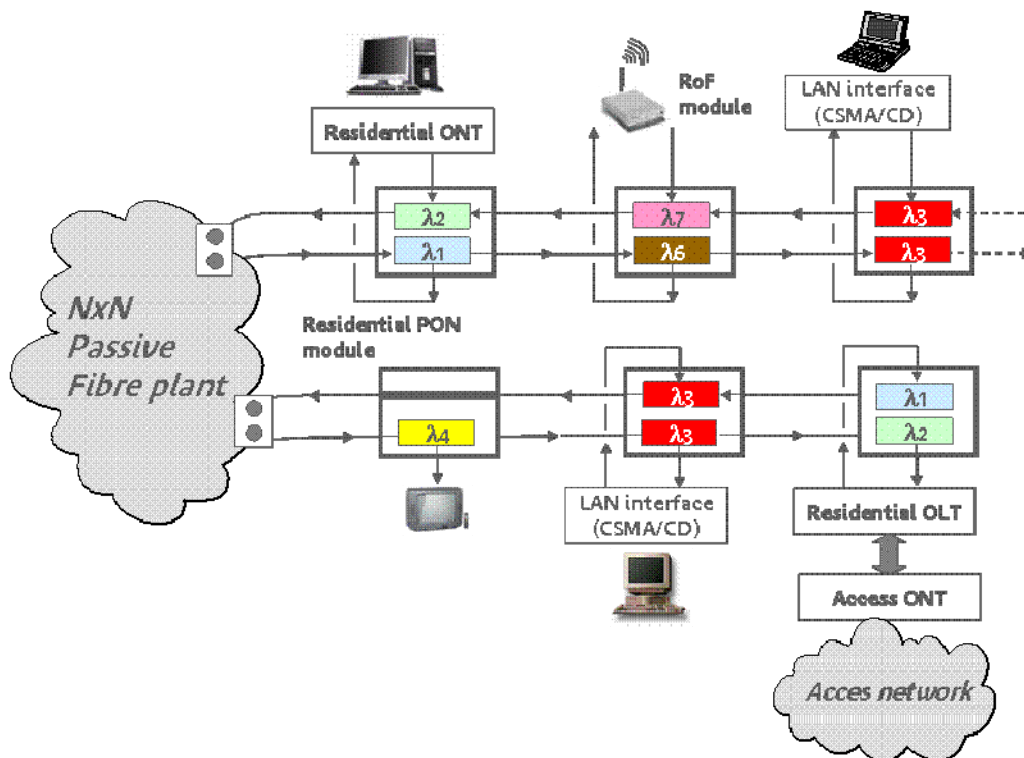 RoF
module
LAN interface
(CSMA/CD)
Residential ONT
λ2
λ1
λ7
λ6
λ3
λ3
NxN
Passive
Fibre plant
Residential PON
module
λ4
λ3
λ3
λ1
λ2
LAN interface
(CSMA/CD)
Residential OLT
Access ONT
Acces network